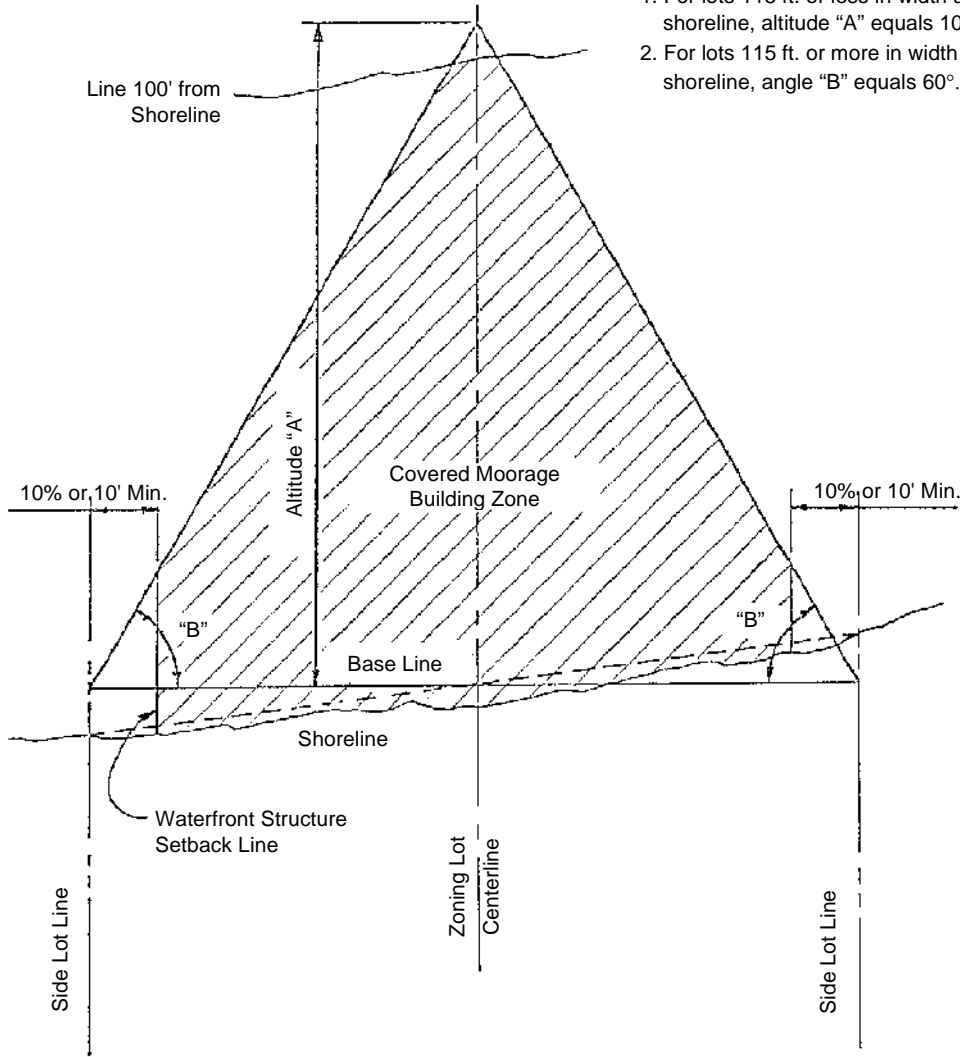 1. For lots 115 ft. or less in width
shoreline, altitude “A” equals 10
2. For lots 115 ft. or more in width
shoreline, angle “B” equals 60°.
Line 100' from
Shoreline
Altitude “A”
Covered Moorage
Building Zone
10% or 10' Min.
10% or 10' Min.
“B”
“B”
Base Line
Shoreline
Waterfront Structure
Setback Line
Side Lot Line
Zoning Lot
Centerline
Side Lot Line